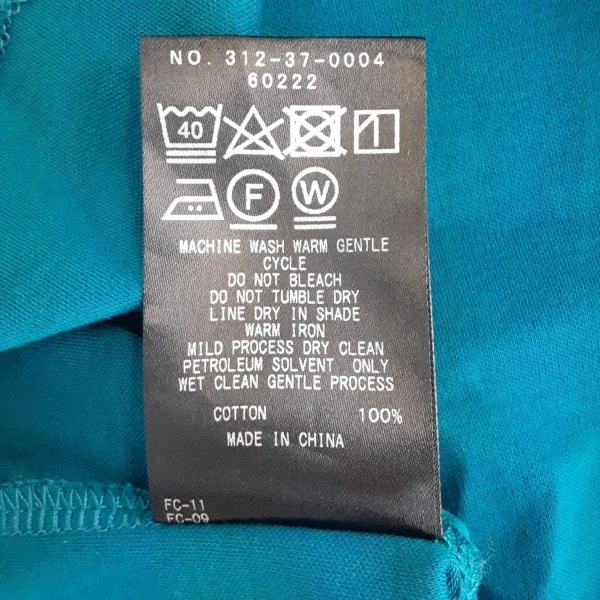 NO. 312-37-0004
60222
40
F W
MACHINE WASH WARM GENTLE
CYCLE
DO NOT BLEACH
DO NOT TUMBLE DRY
LINE DRY IN SHADE
WARM IRON
MILD PROCESS DRY CLEAN
PETROLEUM SOLVENT ONLY
WET CLEAN GENTLE PROCESS
COTTON 100%
MADE IN CHINA
FC-11
FC-09